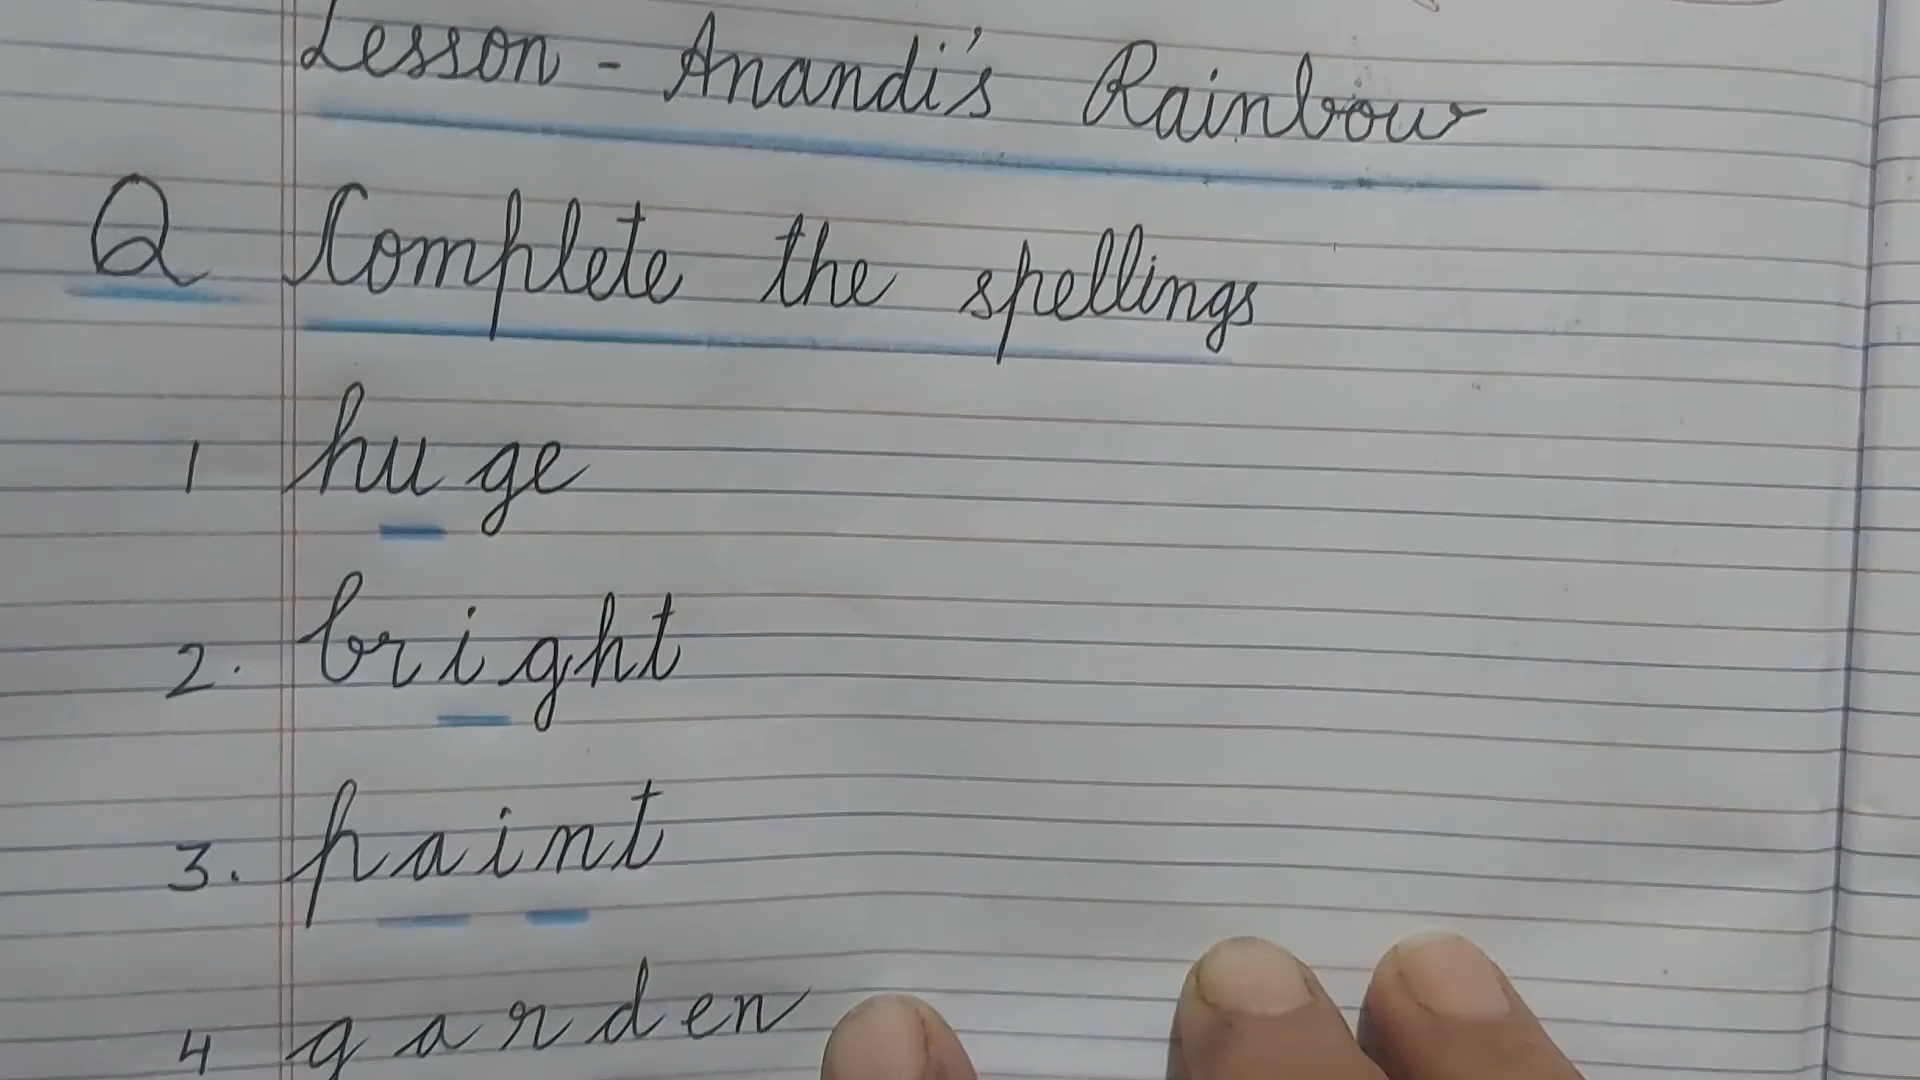 Lesson - Anandi's Rainbow
Q Complete the spellings
1 huge
2. bright
3. paint
4 garden